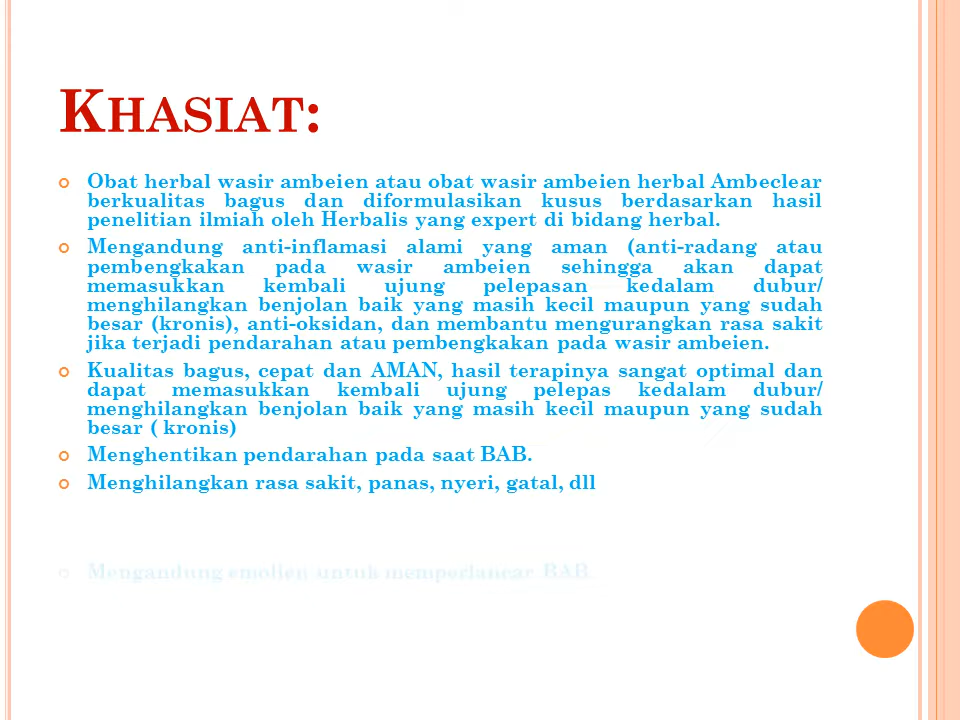 KHASIAT:
Obat herbal wasir ambeien atau obat wasir ambeien herbal Ambeclear
berkualitas bagus dan diformulasikan kusus berdasarkan hasil
penelitian ilmiah oleh Herbalis yang expert di bidang herbal.
Mengandung anti-inflamasi alami yang aman (anti-radang atau
pembengkakan pada wasir ambeien sehingga akan dapat
memasukkan kembali ujung pelepasan kedalam dubur/
menghilangkan benjolan baik yang masih kecil maupun yang sudah
besar (kronis), anti-oksidan, dan membantu mengurangkan rasa sakit
jika terjadi pendarahan atau pembengkakan pada wasir ambeien.
Kualitas bagus, cepat dan AMAN, hasil terapinya sangat optimal dan
dapat memasukkan kembali ujung pelepas kedalam dubur/
menghilangkan benjolan baik yang masih kecil maupun yang sudah
besar ( kronis)
Menghentikan pendarahan pada saat BAB.
Menghilangkan rasa sakit, panas, nyeri, gatal, dll
Mengandung emolien untuk memperlancar BAB.